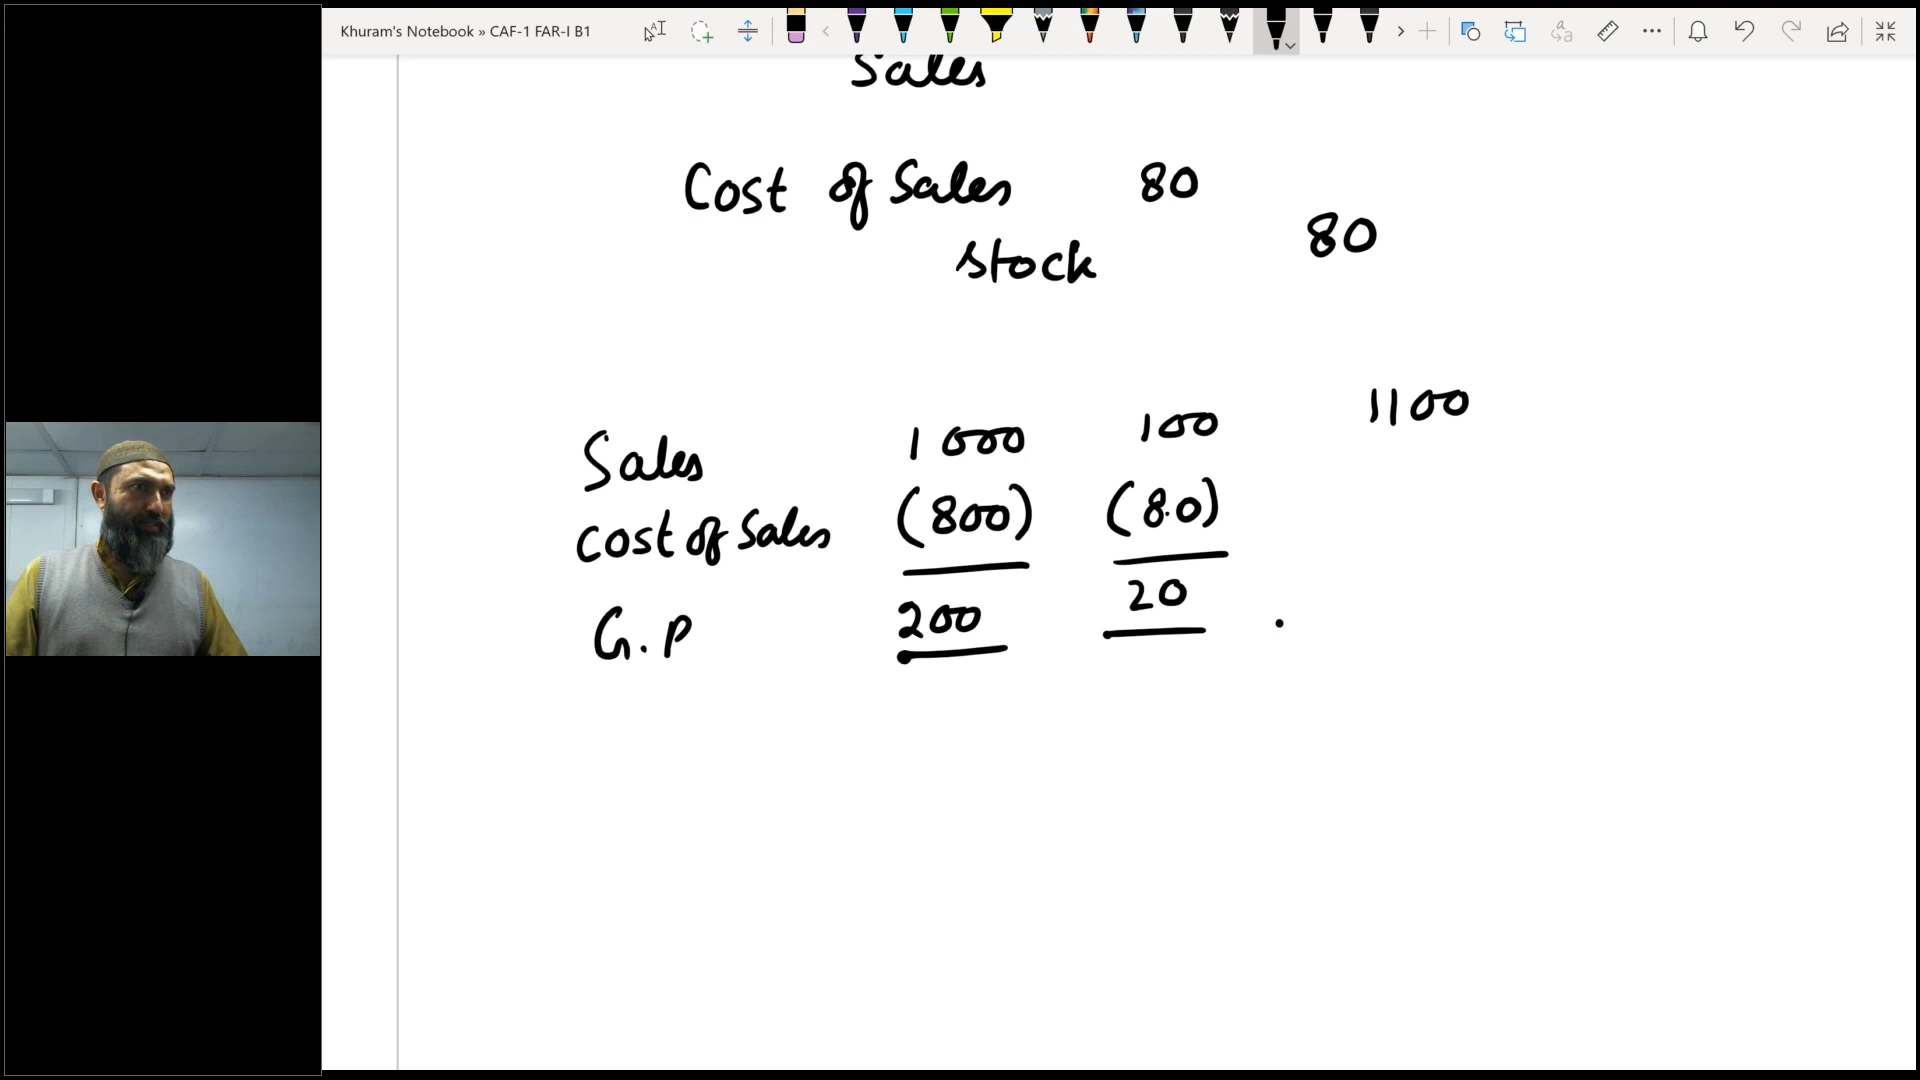 Khuram's Notebook » CAF-1 FAR-I B1
Sales
Cost of Sales 80
Stock 80
1100
Sales 1000 100
Cost of Sales (800) (80)
G.P 200 20